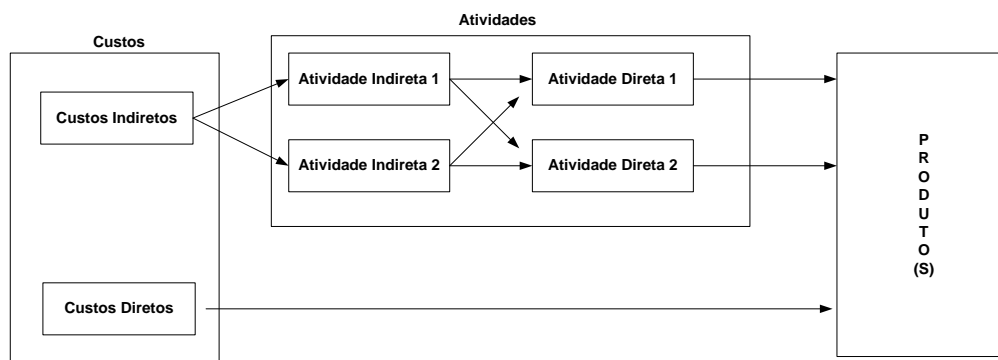 Atividades
Custos
Atividade Indireta 1
Atividade Direta 1
Custos Indiretos
Atividade Indireta 2
Atividade Direta 2
Custos Diretos
P
R
O
D
U
T
O
(S)